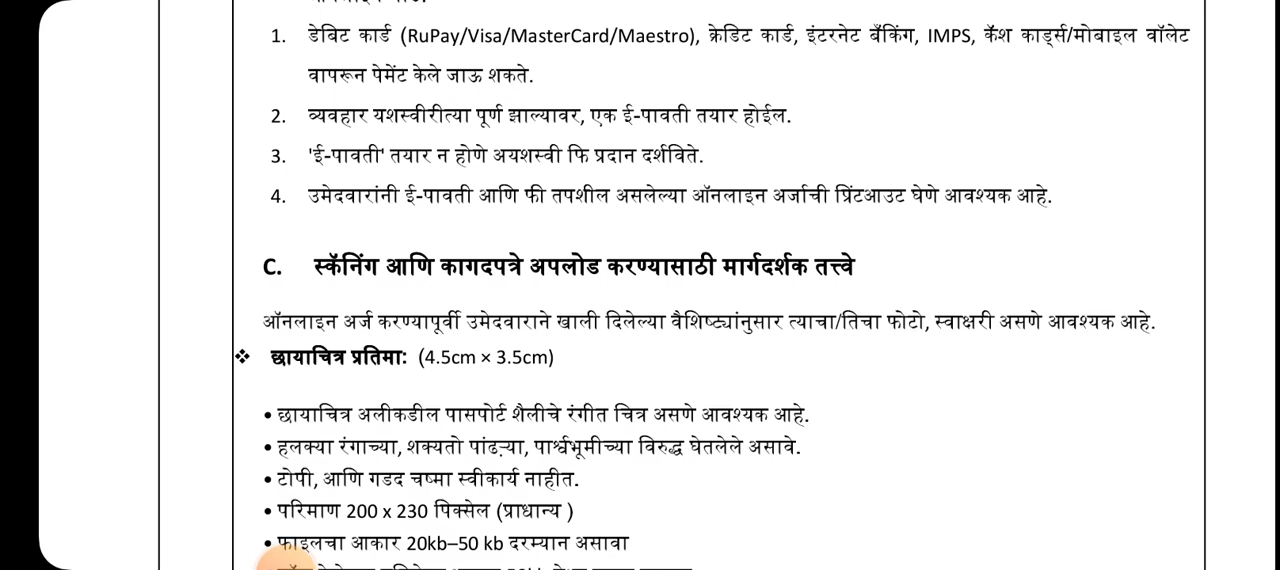 1. डेबिट कार्ड (RuPay/Visa/MasterCard/Maestro), क्रेडिट कार्ड, इंटरनेट बँकिंग, IMPS, कॅश कार्ड्स/मोबाइल वॉलेट
वापरून पेमेंट केले जाऊ शकते.
2. व्यवहार यशस्वीरीत्या पूर्ण झाल्यावर, एक ई-पावती तयार होईल.
3. 'ई-पावती' तयार न होणे अयशस्वी फि प्रदान दर्शविते.
4. उमेदवारांनी ई-पावती आणि फी तपशील असलेल्या ऑनलाइन अर्जाची प्रिंटआउट घेणे आवश्यक आहे.
C. स्कॅनिंग आणि कागदपत्रे अपलोड करण्यासाठी मार्गदर्शक तत्त्वे
ऑनलाइन अर्ज करण्यापूर्वी उमेदवाराने खाली दिलेल्या वैशिष्ट्यांनुसार त्याचा/तिचा फोटो, स्वाक्षरी असणे आवश्यक आहे.
❖ छायाचित्र प्रतिमाः (4.5cm × 3.5cm)
• छायाचित्र अलीकडील पासपोर्ट शैलीचे रंगीत चित्र असणे आवश्यक आहे.
• हलक्या रंगाच्या, शक्यतो पांढऱ्या, पार्श्वभूमीच्या विरुद्ध घेतलेले असावे.
• टोपी, आणि गडद चष्मा स्वीकार्य नाहीत.
• परिमाण 200 x 230 पिक्सेल (प्राधान्य )
• फाइलचा आकार 20kb–50 kb दरम्यान असावा